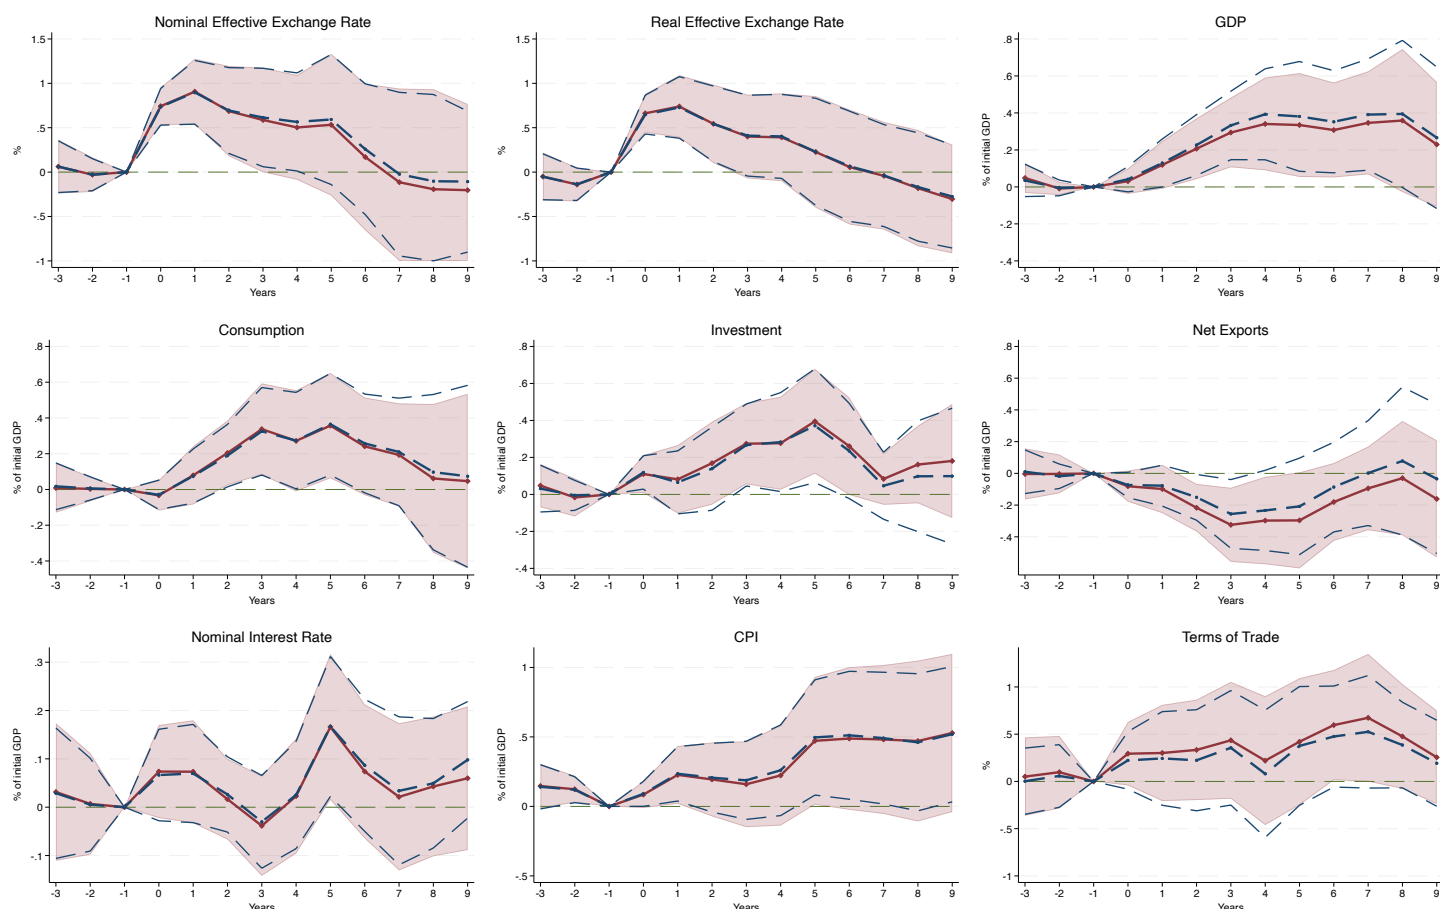 Nominal Effective Exchange Rate
%
1.5
1
.5
0
-.5
-1
-3 -2 -1 0 1 2 3 4 5 6 7 8 9
Years
Real Effective Exchange Rate
%
1.5
1
.5
0
-.5
-1
-3 -2 -1 0 1 2 3 4 5 6 7 8 9
Years
GDP
% of initial GDP
.8
.6
.4
.2
0
-.2
-.4
-3 -2 -1 0 1 2 3 4 5 6 7 8 9
Years
Consumption
% of initial GDP
.8
.6
.4
.2
0
-.2
-.4
-3 -2 -1 0 1 2 3 4 5 6 7 8 9
Years
Investment
% of initial GDP
.8
.6
.4
.2
0
-.2
-.4
-3 -2 -1 0 1 2 3 4 5 6 7 8 9
Years
Net Exports
% of initial GDP
.8
.6
.4
.2
0
-.2
-.4
-3 -2 -1 0 1 2 3 4 5 6 7 8 9
Years
Nominal Interest Rate
% of initial GDP
.3
.2
.1
0
-.1
-3 -2 -1 0 1 2 3 4 5 6 7 8 9
Years
CPI
% of initial GDP
1
.5
0
-.5
-3 -2 -1 0 1 2 3 4 5 6 7 8 9
Years
Terms of Trade
%
1
.5
0
-.5
-1
-3 -2 -1 0 1 2 3 4 5 6 7 8 9
Years